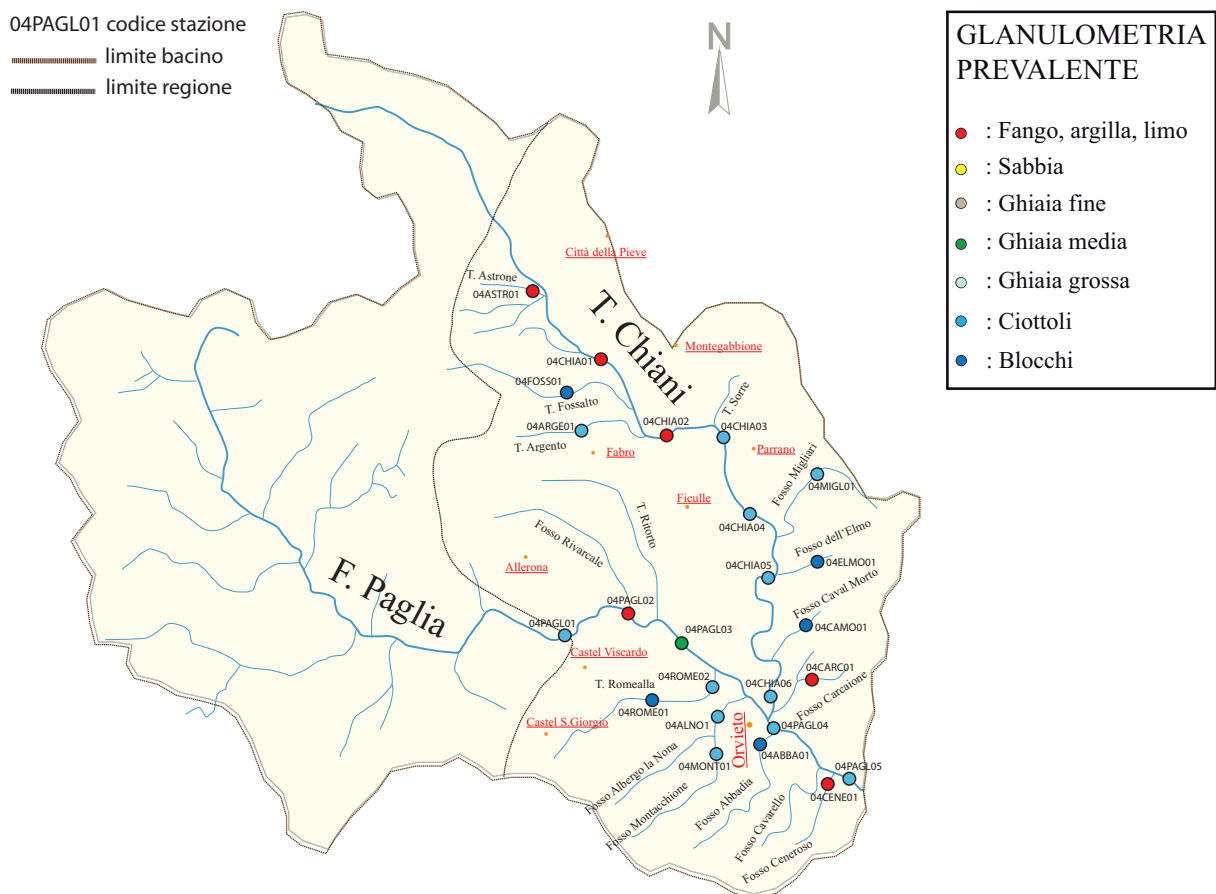 04PAGL01 codice stazione
limite bacino
limite regione
N
GLANULOMETRIA
PREVALENTE
: Fango, argilla, limo
: Sabbia
: Ghiaia fine
: Ghiaia media
: Ghiaia grossa
: Ciottoli
: Blocchi
Città della Pieve
T. Astrone
04ASTR01
T. Chiani
Montegabbione
04CHIA01
04FOSS01
T. Fossalto
T. Sorre
04ARGE01
04CHIA02
04CHIA03
T. Argento
Fabro
Parrano
Fosso Migliari
04MIGL01
Ficulle
T. Ritorto
04CHIA04
Fosso Rivarcale
Fosso dell'Elmo
04ELMO01
Allerona
04CHIA05
F. Paglia
Fosso Caval Morto
04PAGL02
04PAGL01
04PAGL03
04CAMO01
Castel Viscardo
04ROME02
04CARC01
T. Romealla
04CHIA06
04ROME01
Fosso Carcaione
Castel S.Giorgio
04ALNO1
04PAGL04
Orvieto
04ABBA01
04MONT01
Fosso Albergo la Nona
04PAGL05
04CENE01
Fosso Montacchione
Fosso Abbadia
Fosso Cavarello
Fosso Ceneroso